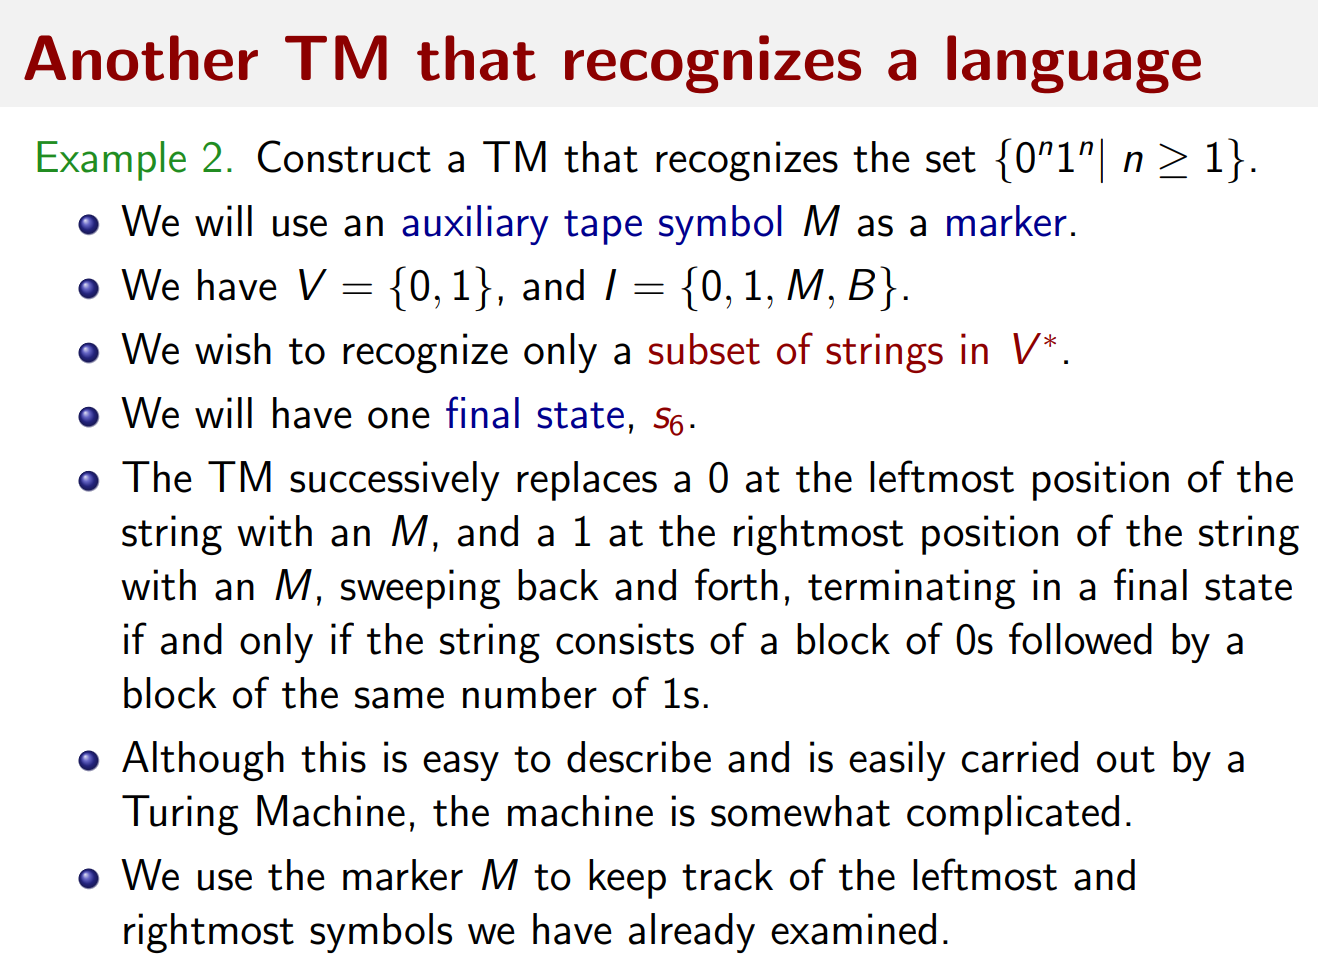 Another TM that recognizes a language
Example 2. Construct a TM that recognizes the set {0ⁿ1ⁿ| n ≥ 1}.
We will use an auxiliary tape symbol M as a marker.
We have V = {0, 1}, and I = {0, 1, M, B}.
We wish to recognize only a subset of strings in V*.
We will have one final state, s₆.
The TM successively replaces a 0 at the leftmost position of the
string with an M, and a 1 at the rightmost position of the string
with an M, sweeping back and forth, terminating in a final state
if and only if the string consists of a block of 0s followed by a
block of the same number of 1s.
Although this is easy to describe and is easily carried out by a
Turing Machine, the machine is somewhat complicated.
We use the marker M to keep track of the leftmost and
rightmost symbols we have already examined.